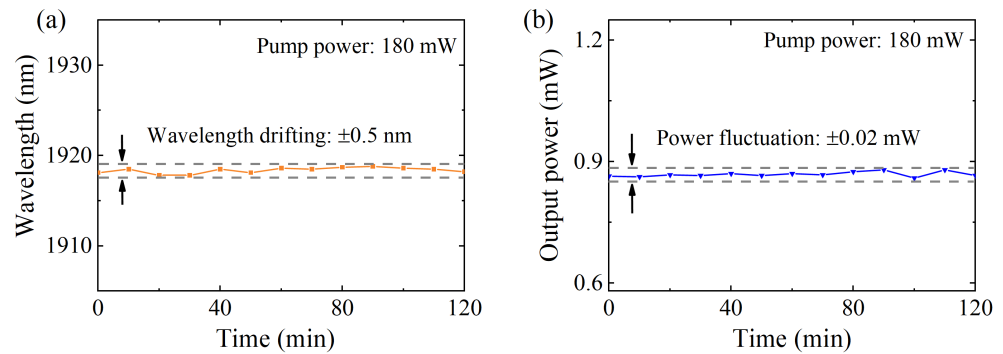 (a)
Pump power: 180 mW
Wavelength drifting: ±0.5 nm
Wavelength (nm)
1930
1920
1910
0 40 80 120
Time (min)
(b)
Pump power: 180 mW
Power fluctuation: ±0.02 mW
Output power (mW)
1.2
0.9
0.6
0 40 80 120
Time (min)